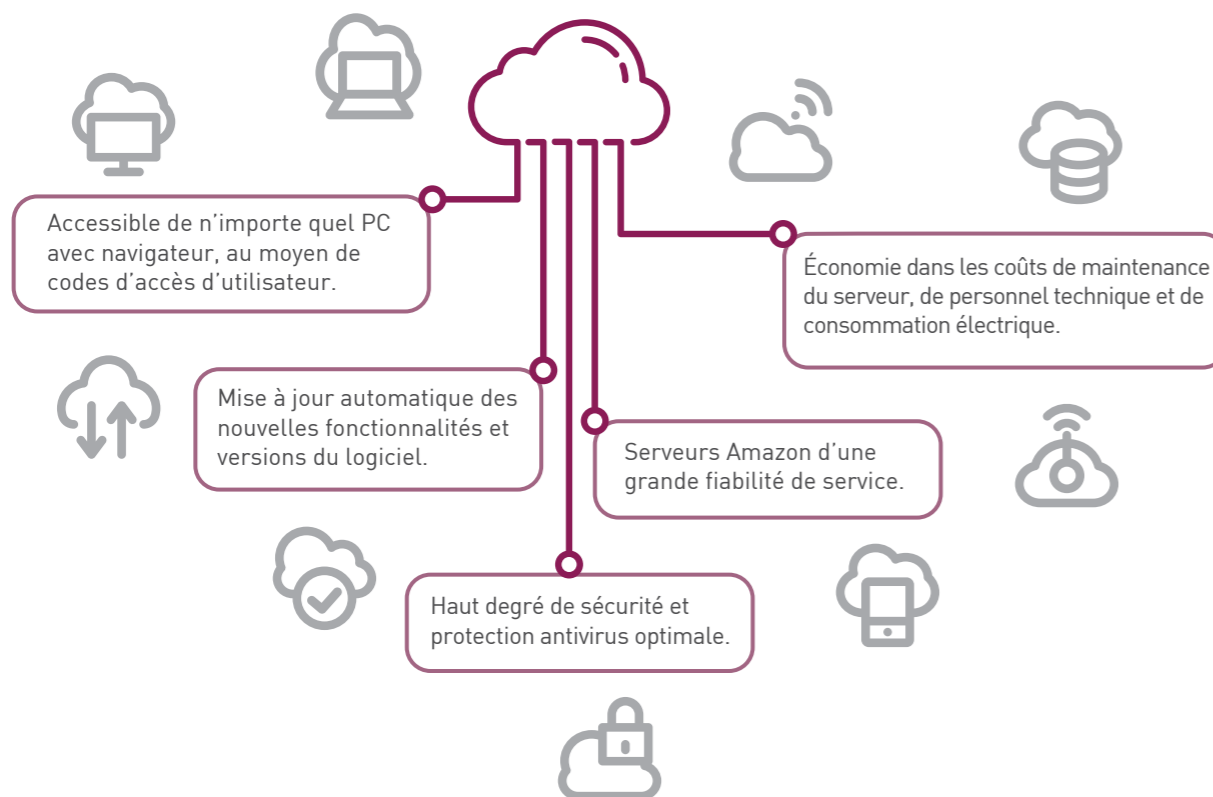 Accessible de n’importe quel PC
avec navigateur, au moyen de
codes d’accès d’utilisateur.
Économie dans les coûts de maintenance
du serveur, de personnel technique et de
consommation électrique.
Mise à jour automatique des
nouvelles fonctionnalités et
versions du logiciel.
Serveurs Amazon d’une
grande fiabilité de service.
Haut degré de sécurité et
protection antivirus optimale.